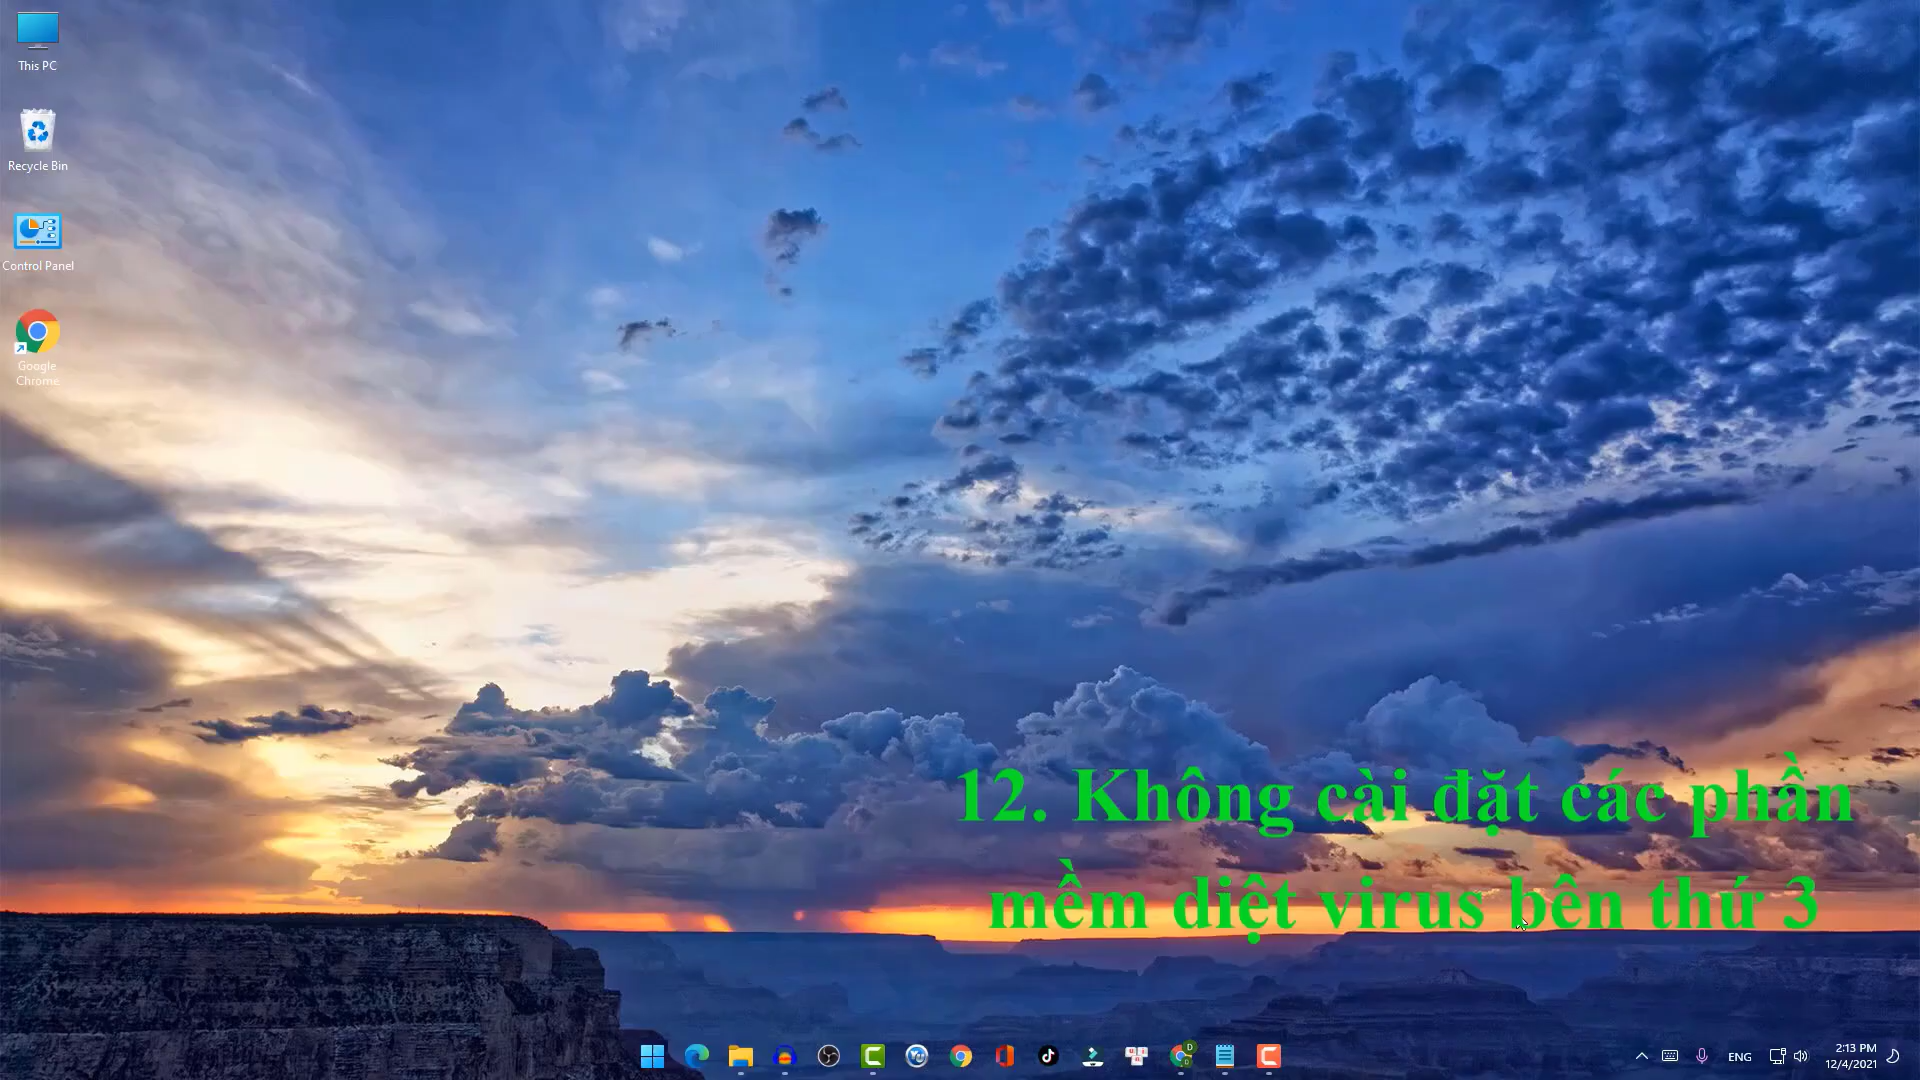 This PC
Recycle Bin
Control Panel
Google
Chrome
12. Không cài đặt các phần
mềm diệt virus bên thứ 3
ENG
2:13 PM
12/4/2021